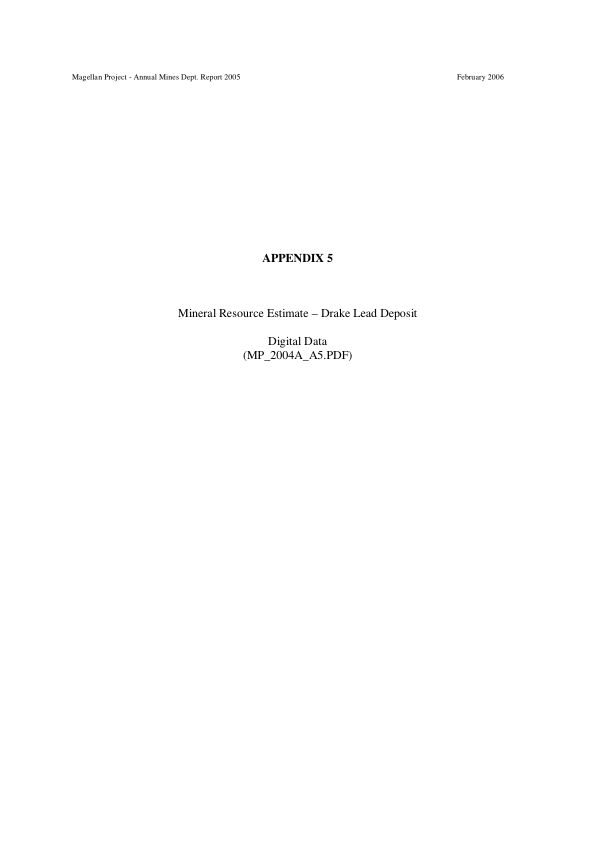 Magellan Project - Annual Mines Dept. Report 2005 February 2006
APPENDIX 5
Mineral Resource Estimate – Drake Lead Deposit
Digital Data
(MP_2004A_A5.PDF)